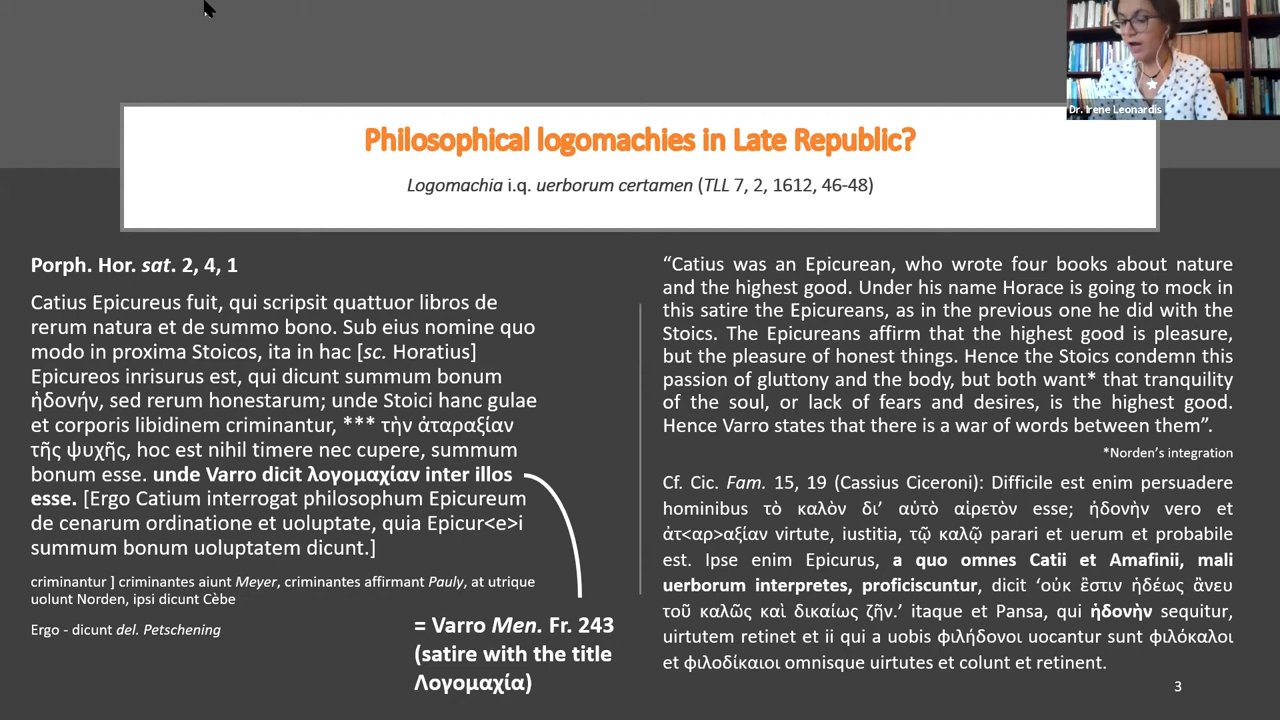 Dr. Irene Leonardis
Philosophical logomachies in Late Republic?
Logomachia i.q. uerborum certamen (TLL 7, 2, 1612, 46-48)
Porph. Hor. sat. 2, 4, 1
Catius Epicureus fuit, qui scripsit quattuor libros de
rerum natura et de summo bono. Sub eius nomine quo
modo in proxima Stoicos, ita in hac [sc. Horatius]
Epicureos inrisurus est, qui dicunt summum bonum
ἡδονήν, sed rerum honestarum; unde Stoici hanc gulae
et corporis libidinem criminantur, *** τὴν ἀταραξίαν
τῆς ψυχῆς, hoc est nihil timere nec cupere, summum
bonum esse. unde Varro dicit λογομαχίαν inter illos
esse. [Ergo Catium interrogat philosophum Epicureum
de cenarum ordinatione et uoluptate, quia Epicur<e>i
summum bonum uoluptatem dicunt.]
criminantur ] criminantes aiunt Meyer, criminantes affirmant Pauly, at utrique
uolunt Norden, ipsi dicunt Cèbe
Ergo - dicunt del. Petschening
= Varro Men. Fr. 243
(satire with the title
Λογομαχία)
“Catius was an Epicurean, who wrote four books about nature
and the highest good. Under his name Horace is going to mock in
this satire the Epicureans, as in the previous one he did with the
Stoics. The Epicureans affirm that the highest good is pleasure,
but the pleasure of honest things. Hence the Stoics condemn this
passion of gluttony and the body, but both want* that tranquility
of the soul, or lack of fears and desires, is the highest good.
Hence Varro states that there is a war of words between them”.
*Norden’s integration
Cf. Cic. Fam. 15, 19 (Cassius Ciceroni): Difficile est enim persuadere
hominibus τὸ καλὸν δι’ αὑτὸ αἱρετὸν esse; ἡδονὴν vero et
ἀτ<αρ>αξίαν virtute, iustitia, τῷ καλῷ parari et uerum et probabile
est. Ipse enim Epicurus, a quo omnes Catii et Amafinii, mali
uerborum interpretes, proficiscuntur, dicit ‘οὐκ ἔστιν ἡδέως ἄνευ
τοῦ καλῶς καὶ δικαίως ζῆν.’ itaque et Pansa, qui ἡδονὴν sequitur,
uirtutem retinet et ii qui a uobis φιλήδονοι uocantur sunt φιλόκαλοι
et φιλοδίκαιοι omnisque uirtutes et colunt et retinent.
3